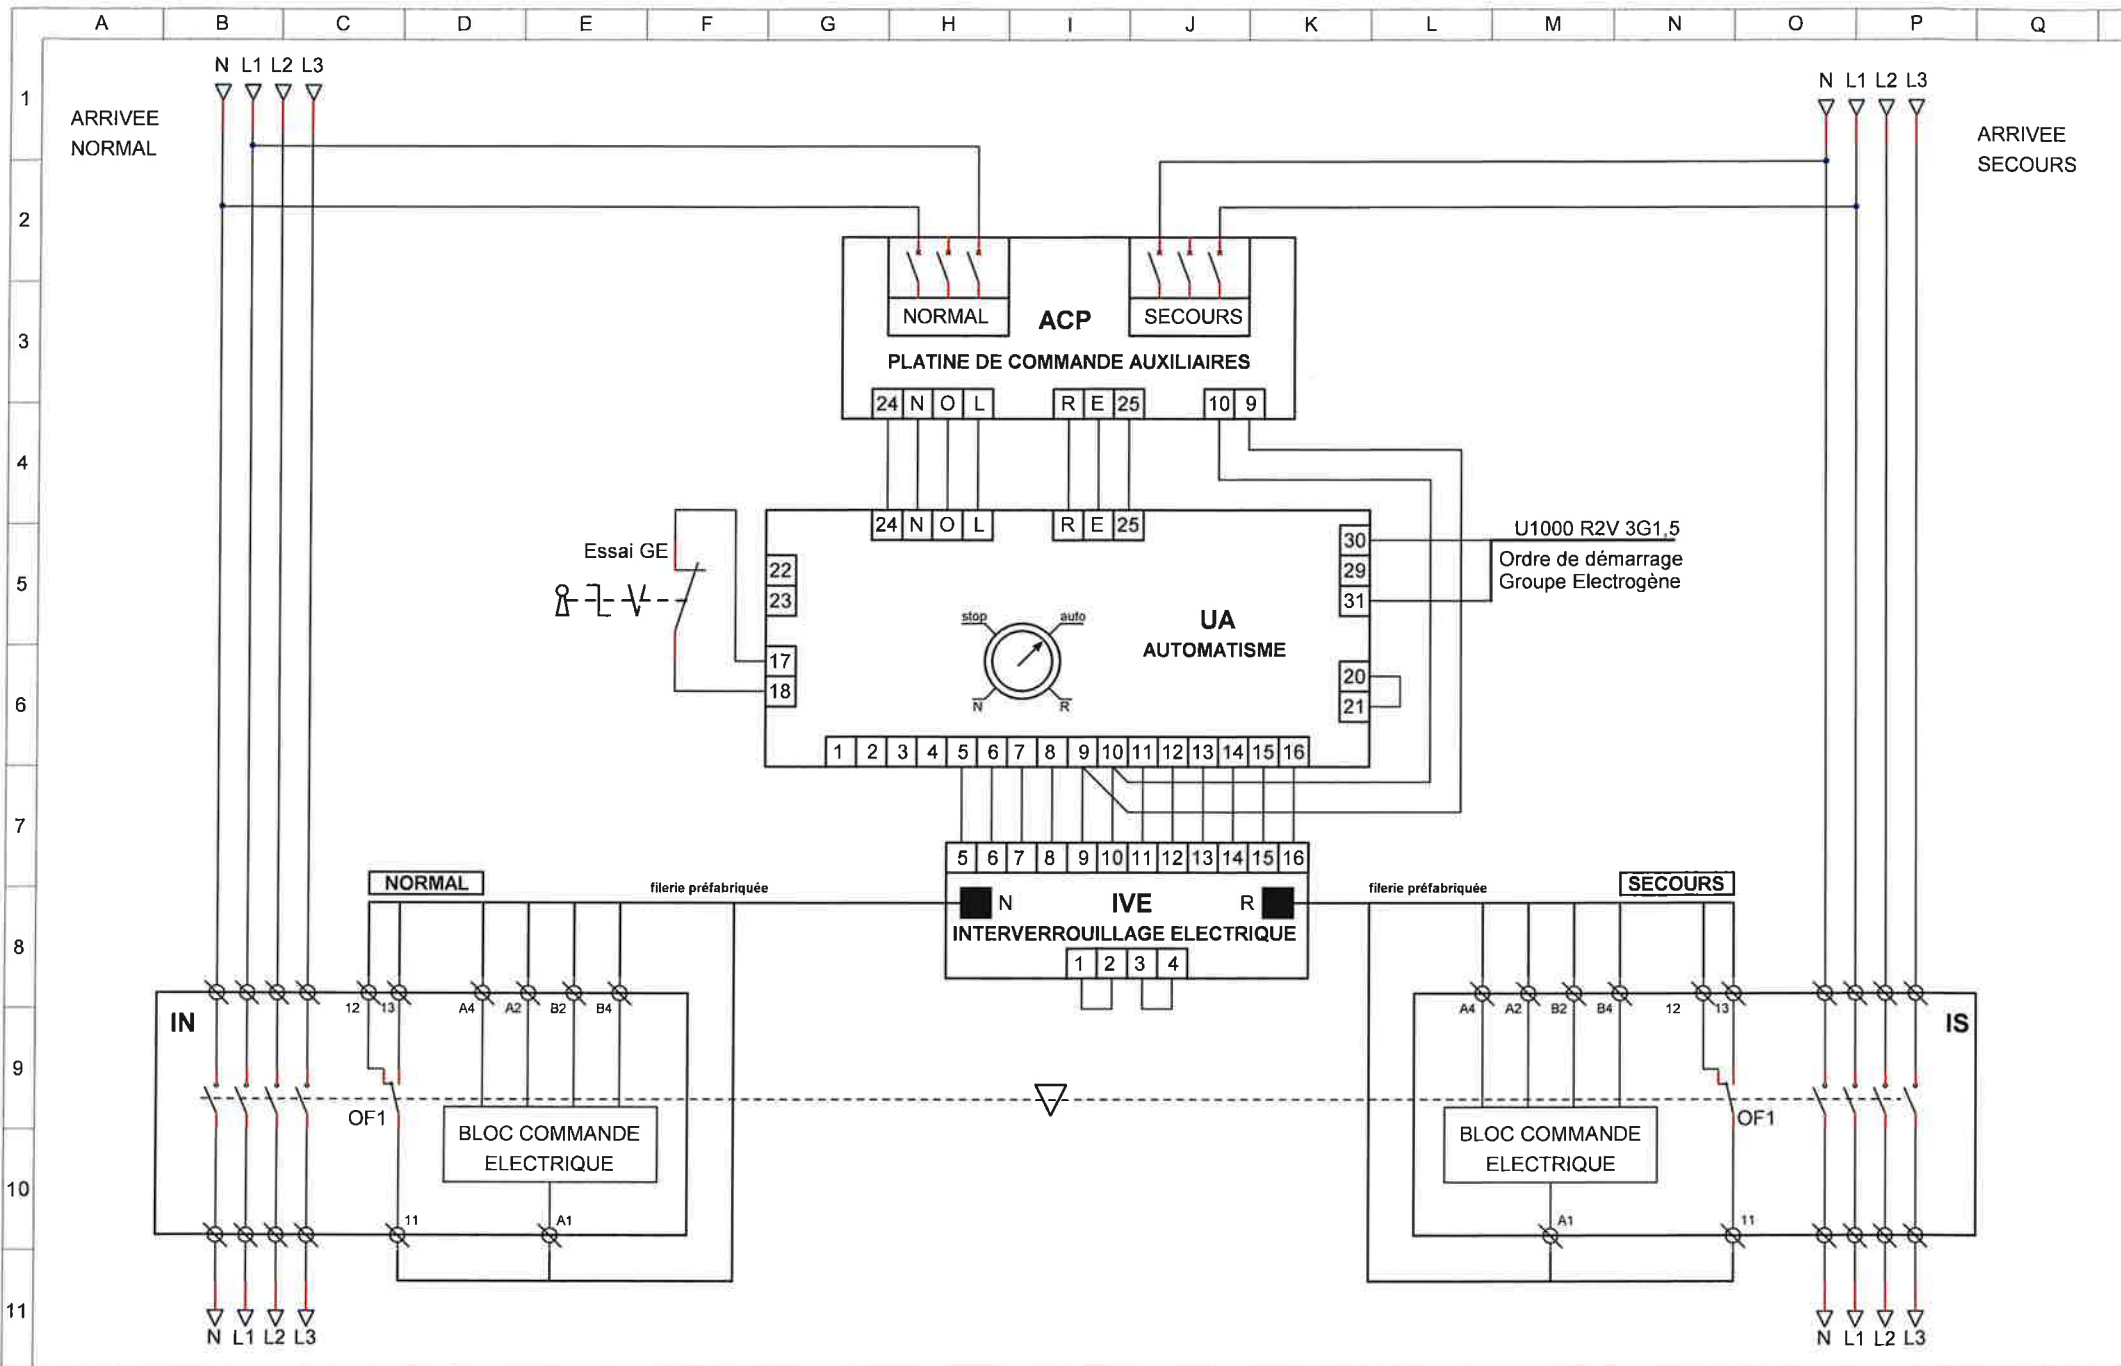 A B C D E F G H I J K L M N O P Q
N L1 L2 L3
N L1 L2 L3
1
ARRIVEE
NORMAL
ARRIVEE
SECOURS
2
NORMAL
ACP
SECOURS
3
PLATINE DE COMMANDE AUXILIAIRES
24 N O L R E 25 10 9
4
24 N O L R E 25
U1000 R2V 3G1,5
Ordre de démarrage
Groupe Electrogène
Essai GE
30
29
31
22
23
5
stop auto
UA
AUTOMATISME
17
18
20
21
N R
6
1 2 3 4 5 6 7 8 9 10 11 12 13 14 15 16
7
5 6 7 8 9 10 11 12 13 14 15 16
NORMAL
filerie préfabriquée
N IVE R
filerie préfabriquée
SECOURS
INTERVERROUILLAGE ELECTRIQUE
8
1 2 3 4
12 13 A4 A2 B2 B4
A4 A2 B2 B4 12 13
IN
IS
9
OF1
OF1
BLOC COMMANDE
ELECTRIQUE
BLOC COMMANDE
ELECTRIQUE
10
11 A1
A1 11
11
N L1 L2 L3
N L1 L2 L3